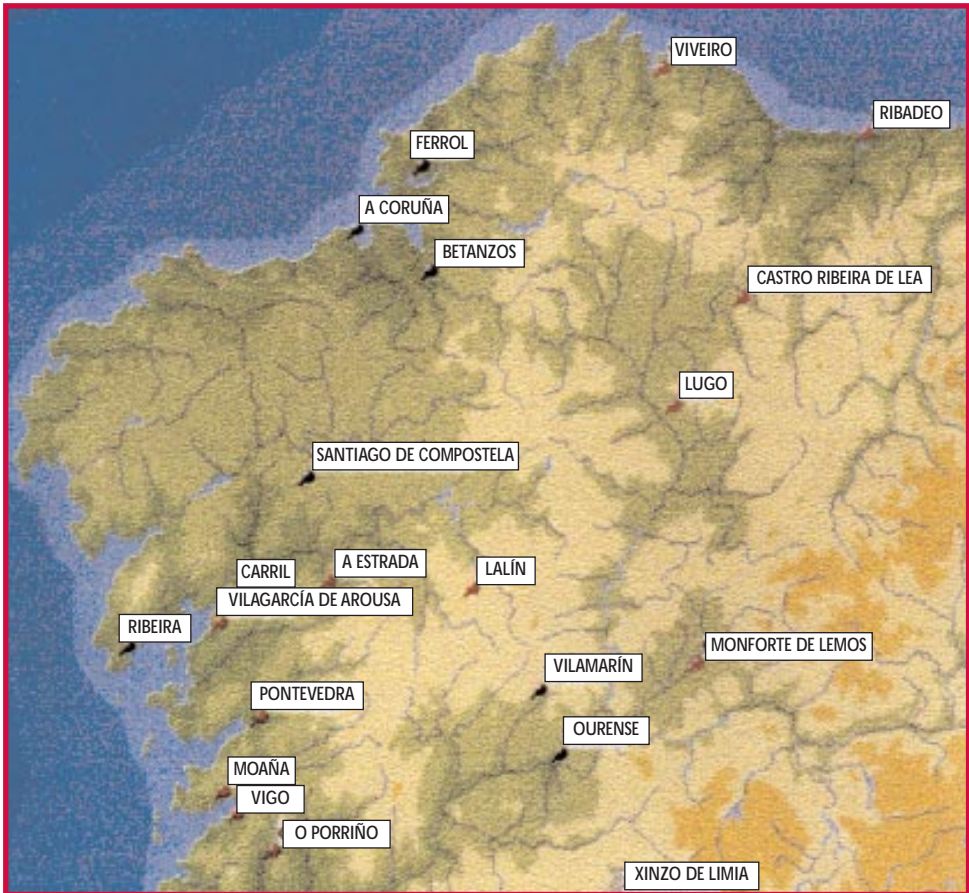 VIVEIRO
RIBADEO
FERROL
A CORUÑA
BETANZOS
CASTRO RIBEIRA DE LEA
LUGO
SANTIAGO DE COMPOSTELA
A ESTRADA
CARRIL
LALÍN
VILAGARCÍA DE AROUSA
RIBEIRA
MONFORTE DE LEMOS
VILAMARÍN
PONTEVEDRA
OURENSE
MOAÑA
VIGO
O PORRIÑO
XINZO DE LIMIA